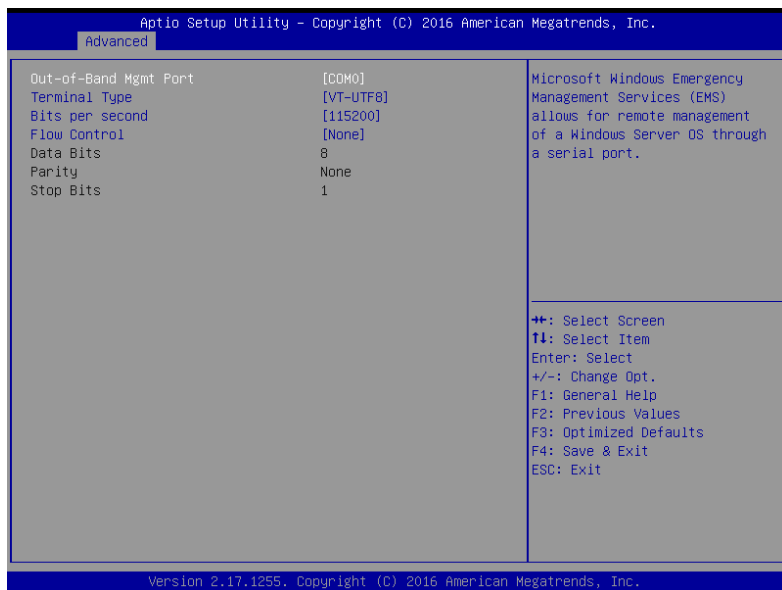 Aptio Setup Utility – Copyright (C) 2016 American Megatrends, Inc.
Advanced
Out-of-Band Mgmt Port [COM0]
Terminal Type [VT-UTF8]
Bits per second [115200]
Flow Control [None]
Data Bits 8
Parity None
Stop Bits 1
Microsoft Windows Emergency
Management Services (EMS)
allows for remote management
of a Windows Server OS through
a serial port.
→←: Select Screen
↑↓: Select Item
Enter: Select
+/-: Change Opt.
F1: General Help
F2: Previous Values
F3: Optimized Defaults
F4: Save & Exit
ESC: Exit
Version 2.17.1255. Copyright (C) 2016 American Megatrends, Inc.